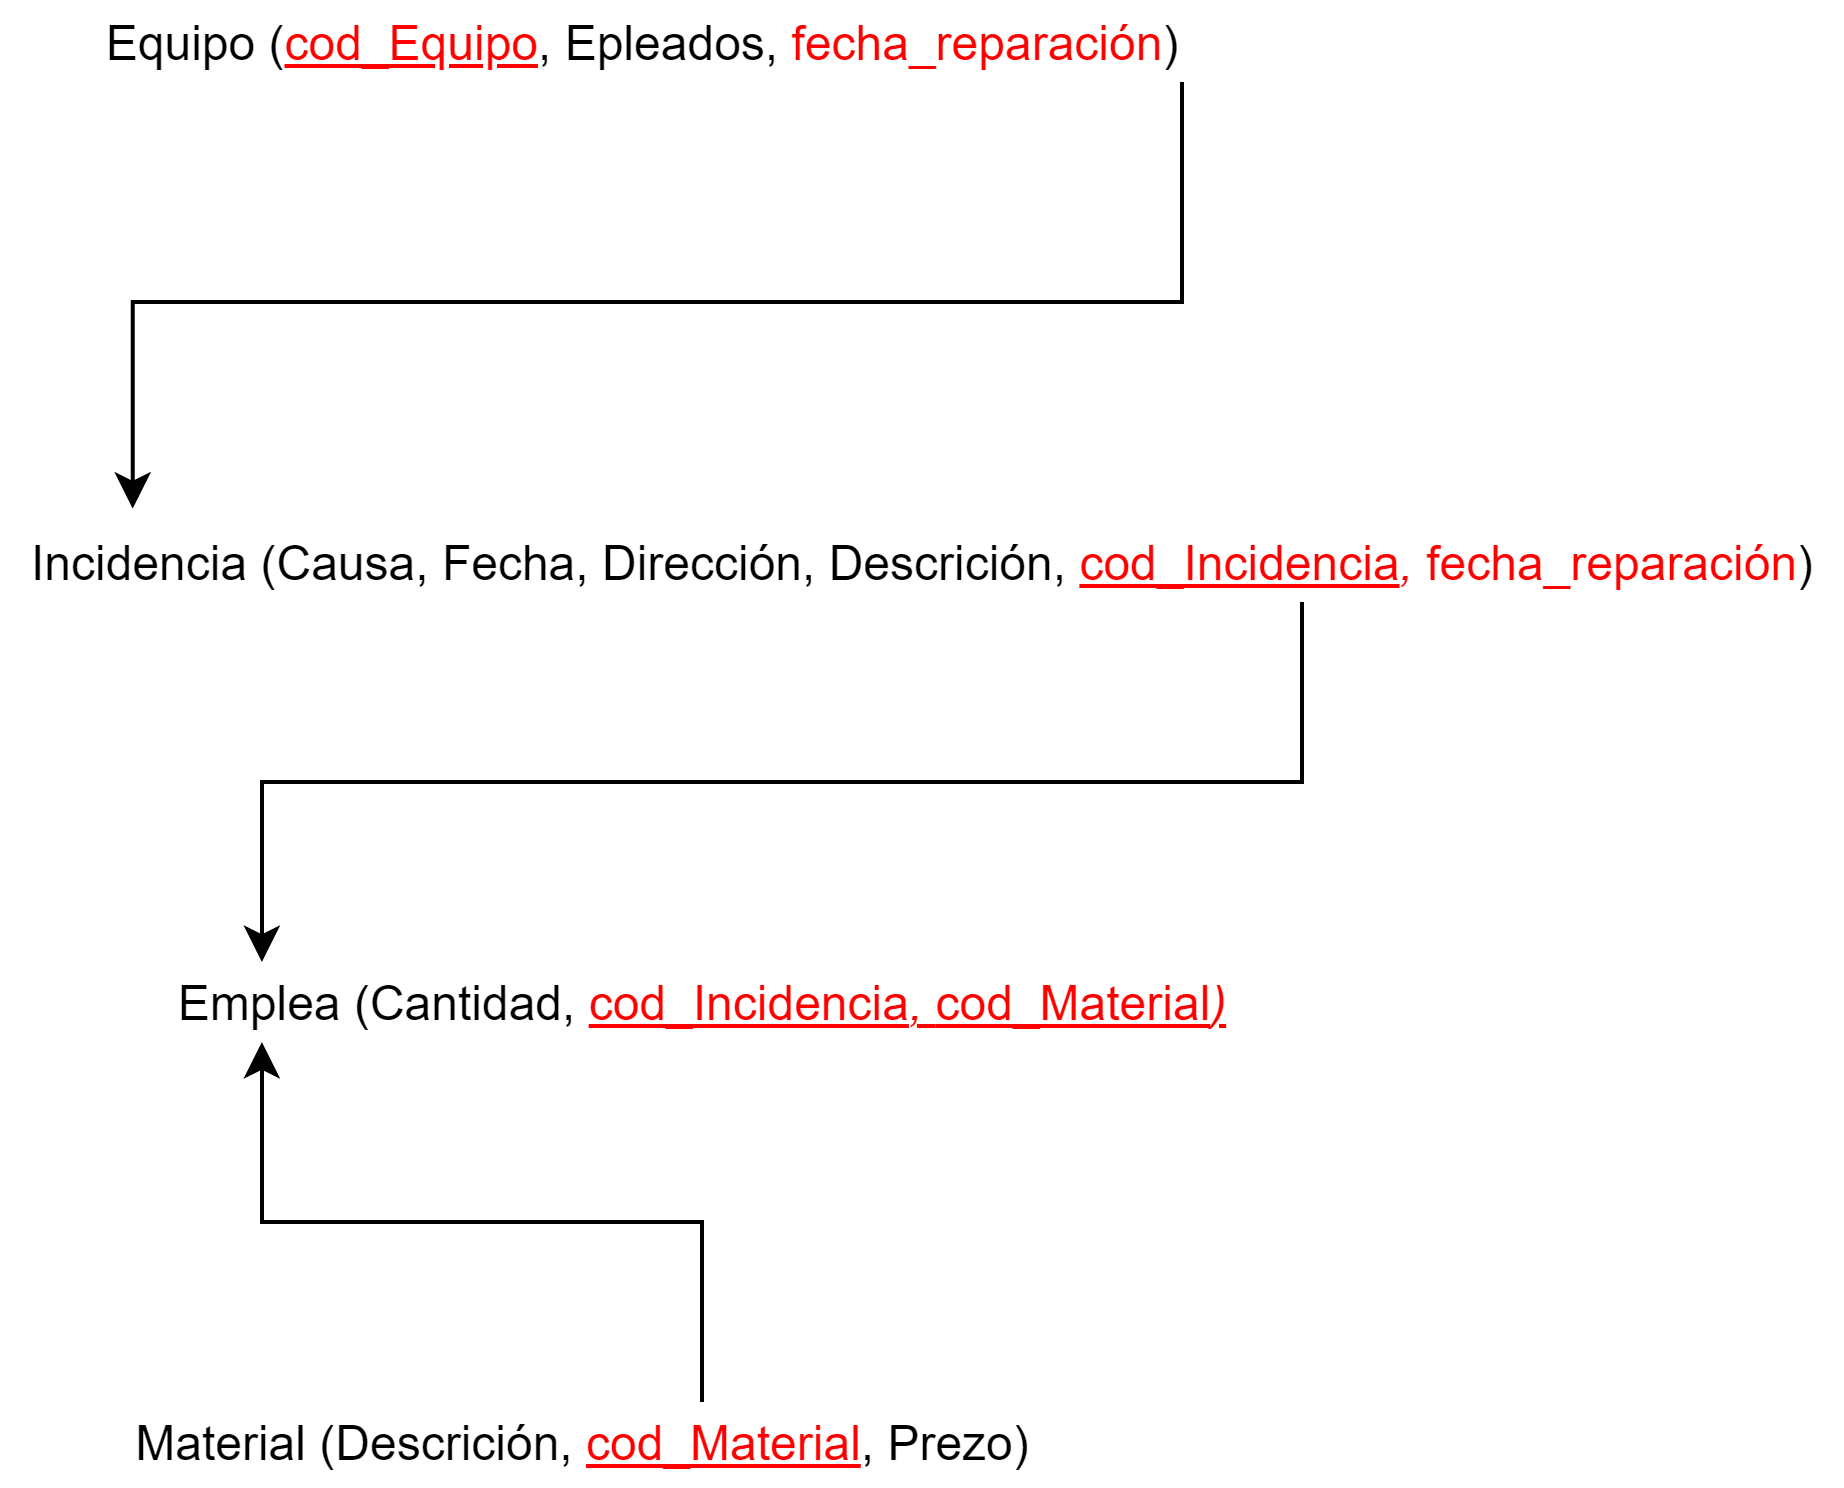 Equipo (cod_Equipo, Epleados, fecha_reparación)
Incidencia (Causa, Fecha, Dirección, Descrición, cod_Incidencia, fecha_reparación)
Emplea (Cantidad, cod_Incidencia, cod_Material)
Material (Descrición, cod_Material, Prezo)